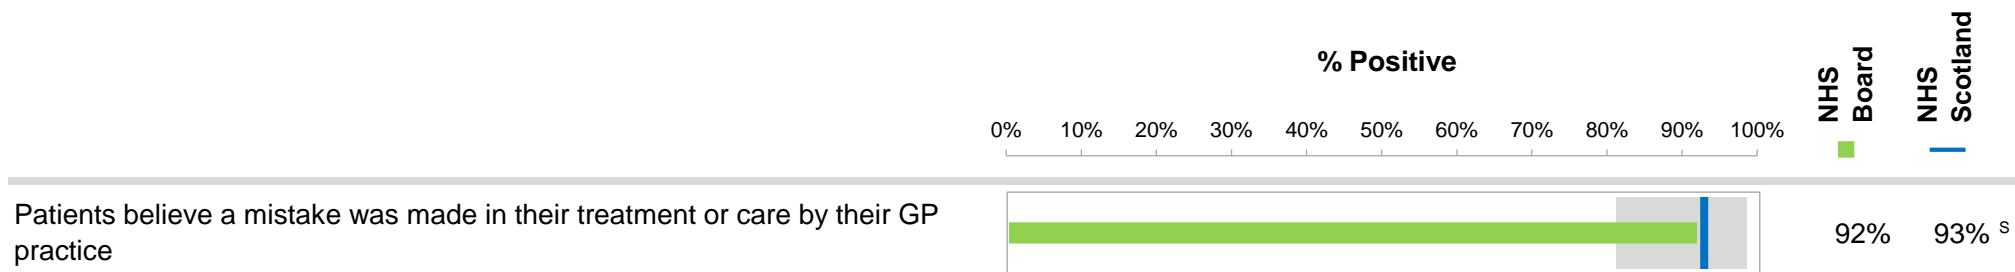 % Positive
NHS
Board
NHS
Scotland
0% 10% 20% 30% 40% 50% 60% 70% 80% 90% 100%
Patients believe a mistake was made in their treatment or care by their GP
practice
92% 93% S